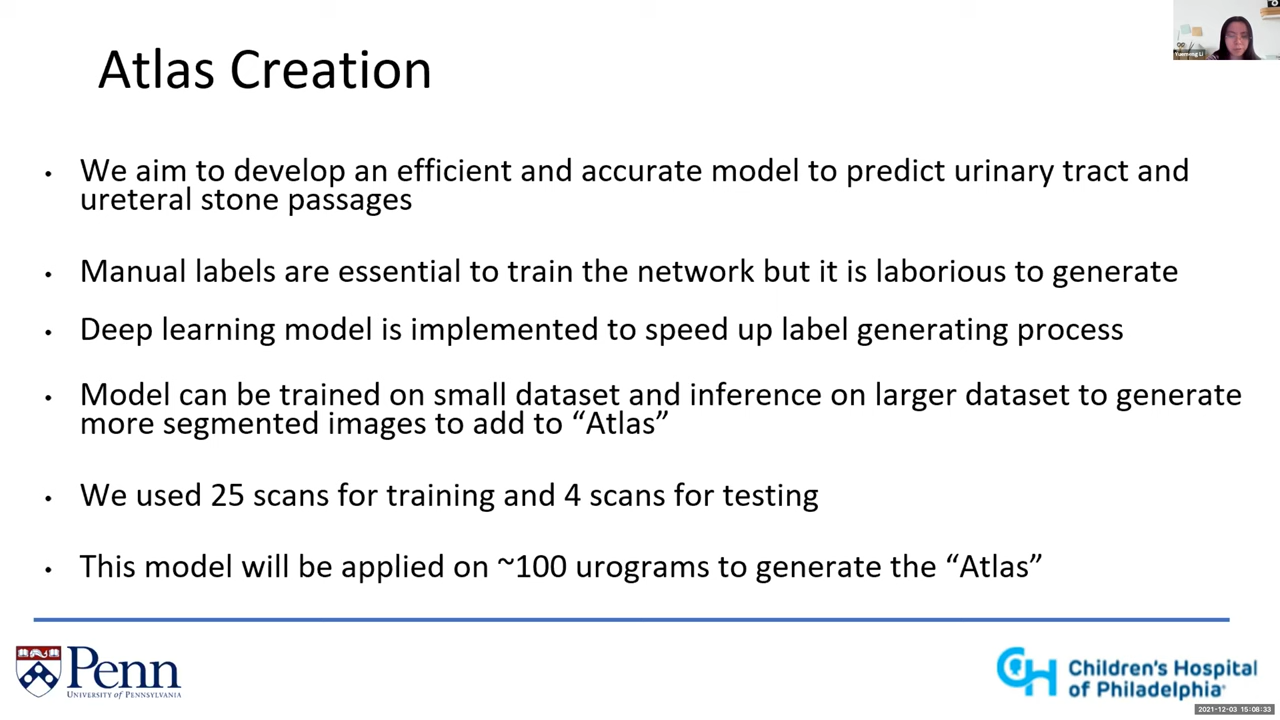 Atlas Creation
Yuemeng Li
• We aim to develop an efficient and accurate model to predict urinary tract and
ureteral stone passages
• Manual labels are essential to train the network but it is laborious to generate
• Deep learning model is implemented to speed up label generating process
• Model can be trained on small dataset and inference on larger dataset to generate
more segmented images to add to “Atlas”
• We used 25 scans for training and 4 scans for testing
• This model will be applied on ~100 urograms to generate the “Atlas”
Penn
UNIVERSITY of PENNSYLVANIA
CH
Children's Hospital
of Philadelphia
2021-12-03 15:08:33